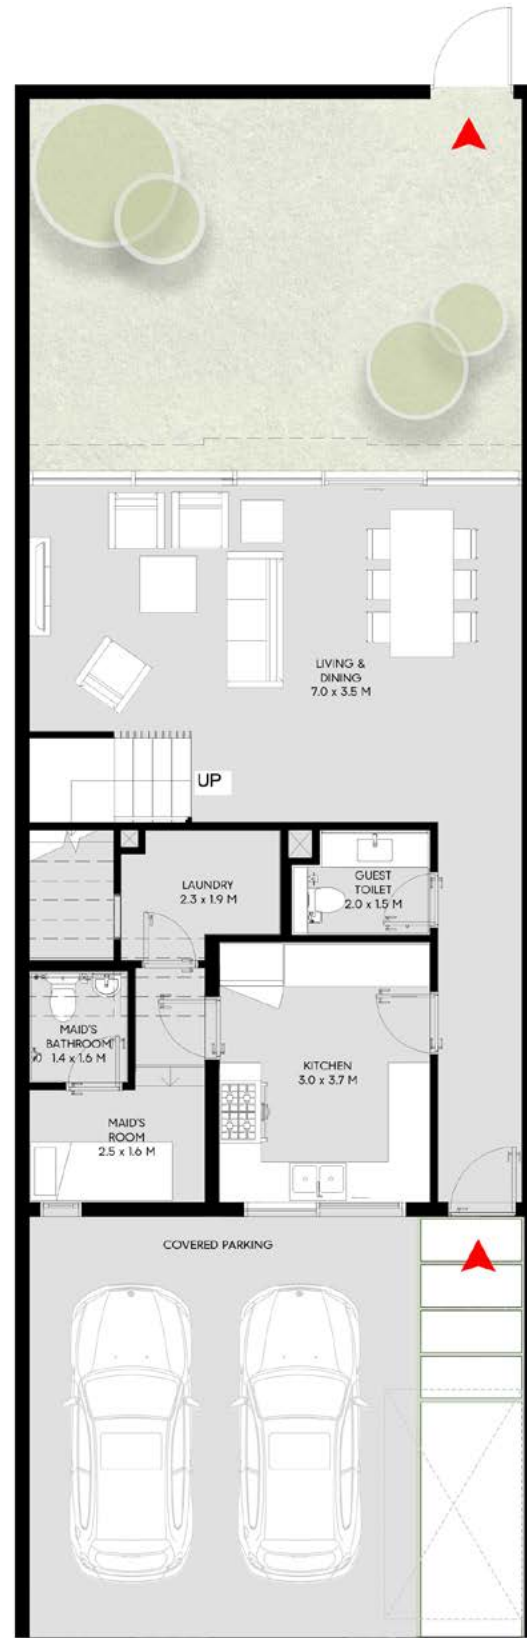 LIVING &
DINING
7.0 x 3.5 M
UP
LAUNDRY
2.3 x 1.9 M
GUEST
TOILET
2.0 x 1.5 M
MAID'S
BATHROOM
1.4 x 1.6 M
KITCHEN
3.0 x 3.7 M
MAID'S
ROOM
2.5 x 1.6 M
COVERED PARKING